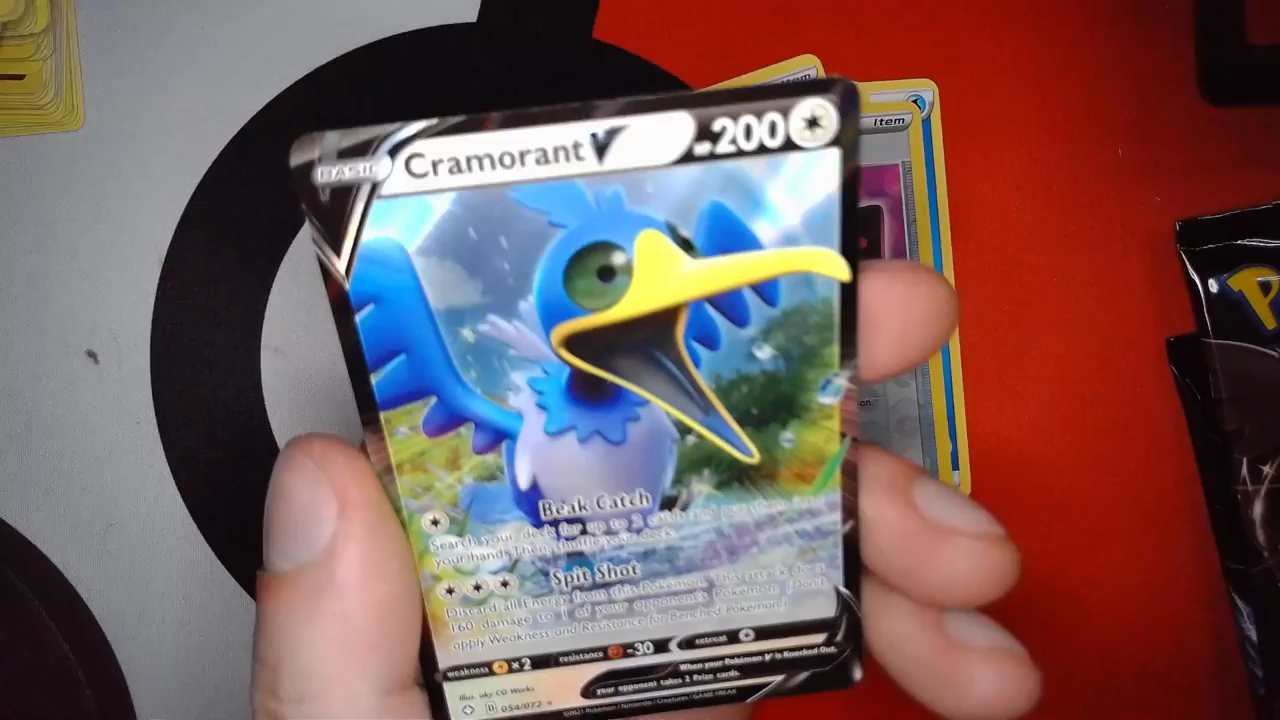 Item
Item
BASIC
Cramorant V HP 200
Beak Catch
Search your deck for up to 2 cards and put them into
your hand. Then, shuffle your deck.
Spit Shot
Discard all Energy from this Pokémon. This attack does
160 damage to 1 of your opponent's Pokémon. (Don't
apply Weakness and Resistance for Benched Pokémon.)
weakness ×2 resistance -30 retreat
When your Pokémon V is Knocked Out,
your opponent takes 2 Prize cards.
Illus. aky CG Works
D 054/072
©2021 Pokémon / Nintendo / Creatures / GAME FREAK
on.
P